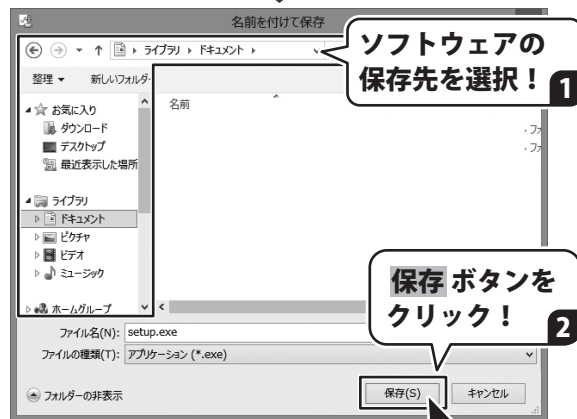 名前を付けて保存
ライブラリ ▸ ドキュメント ▸
ソフトウェアの
保存先を選択！
1
整理 ▼ 新しいフォルダー
名前
お気に入り
ダウンロード
デスクトップ
最近表示した場所
ライブラリ
ドキュメント
ピクチャ
ビデオ
ミュージック
ホームグループ
保存 ボタンを
クリック！
2
ファイル名(N): setup.exe
ファイルの種類(T): アプリケーション (*.exe)
フォルダーの非表示
保存(S) キャンセル